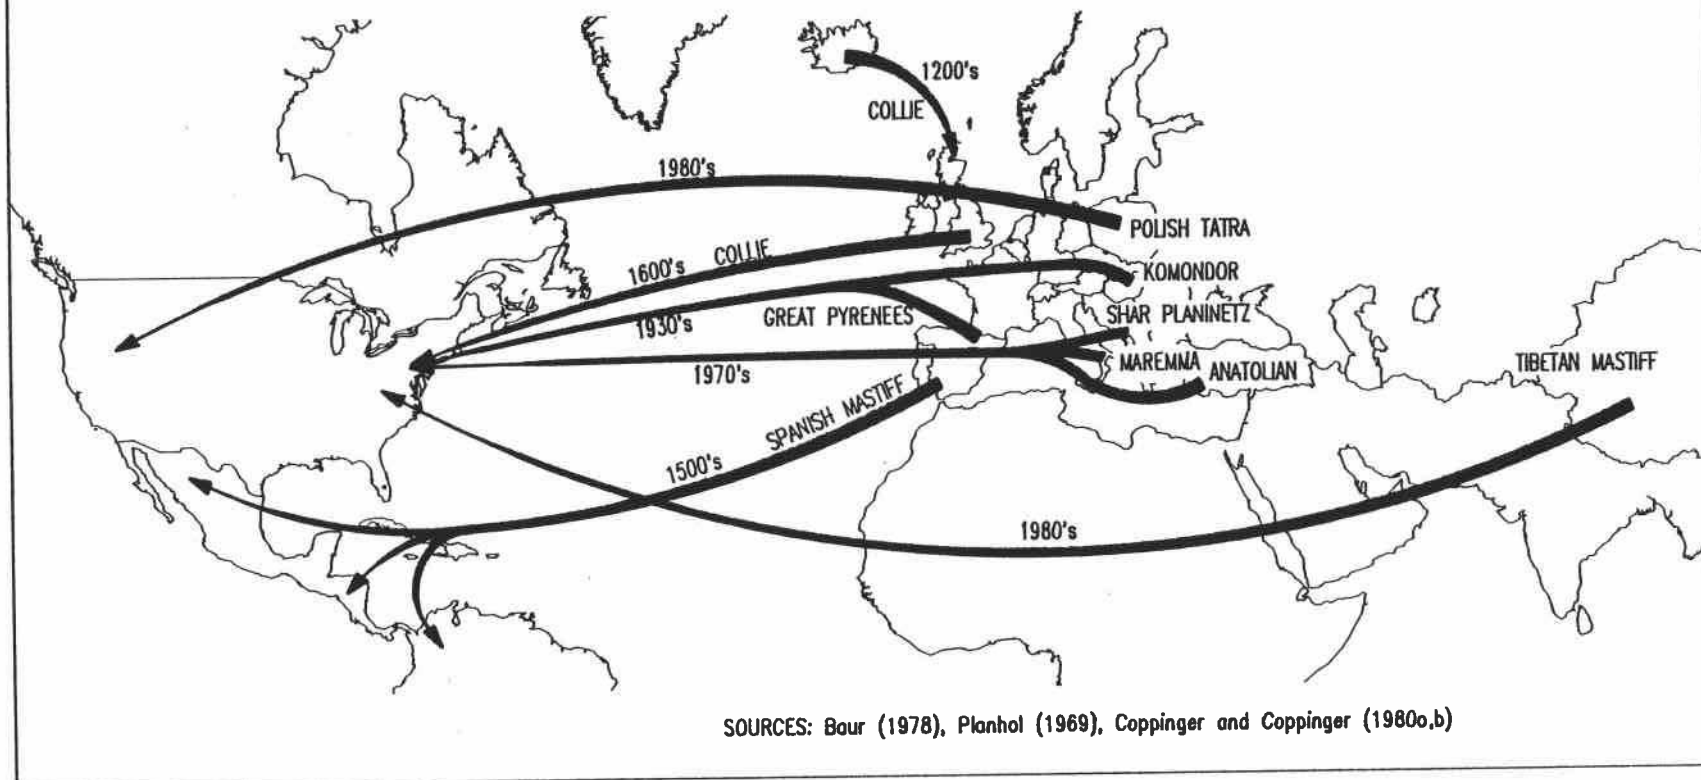 1200's
COLLIE
1980's
POLISH TATRA
COLLIE
1600's
KOMONDOR
GREAT PYRENEES
SHAR PLANINETZ
1930's
MAREMNA
ANATOLIAN
TIBETAN MASTIFF
1970's
SPANISH MASTIFF
1500's
1980's
SOURCES: Baur (1978), Planhol (1969), Coppinger and Coppinger (1980a,b)